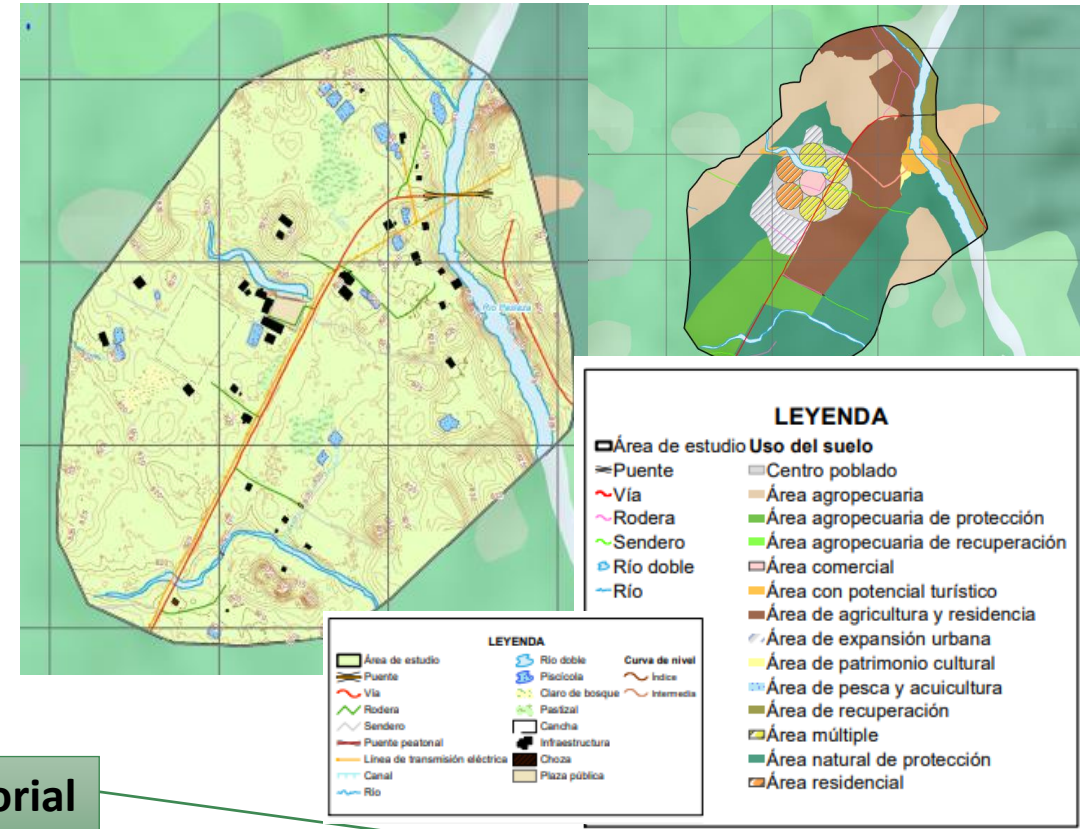 Río Pastaza
LEYENDA
Área de estudio
Puente
Vía
Rodera
Sendero
Río doble
Río
Uso del suelo
Centro poblado
Área agropecuaria
Área agropecuaria de protección
Área agropecuaria de recuperación
Área comercial
Área con potencial turístico
Área de agricultura y residencia
Área de expansión urbana
Área de patrimonio cultural
Área de pesca y acuicultura
Área de recuperación
Área múltiple
Área natural de protección
Área residencial
LEYENDA
Área de estudio
Puente
Vía
Rodera
Sendero
Puente peatonal
Línea de transmisión eléctrica
Canal
Río
Río doble
Piscícola
Claro de bosque
Pastizal
Cancha
Infraestructura
Choza
Plaza pública
Curva de nivel
Índice
Intermedia
orial